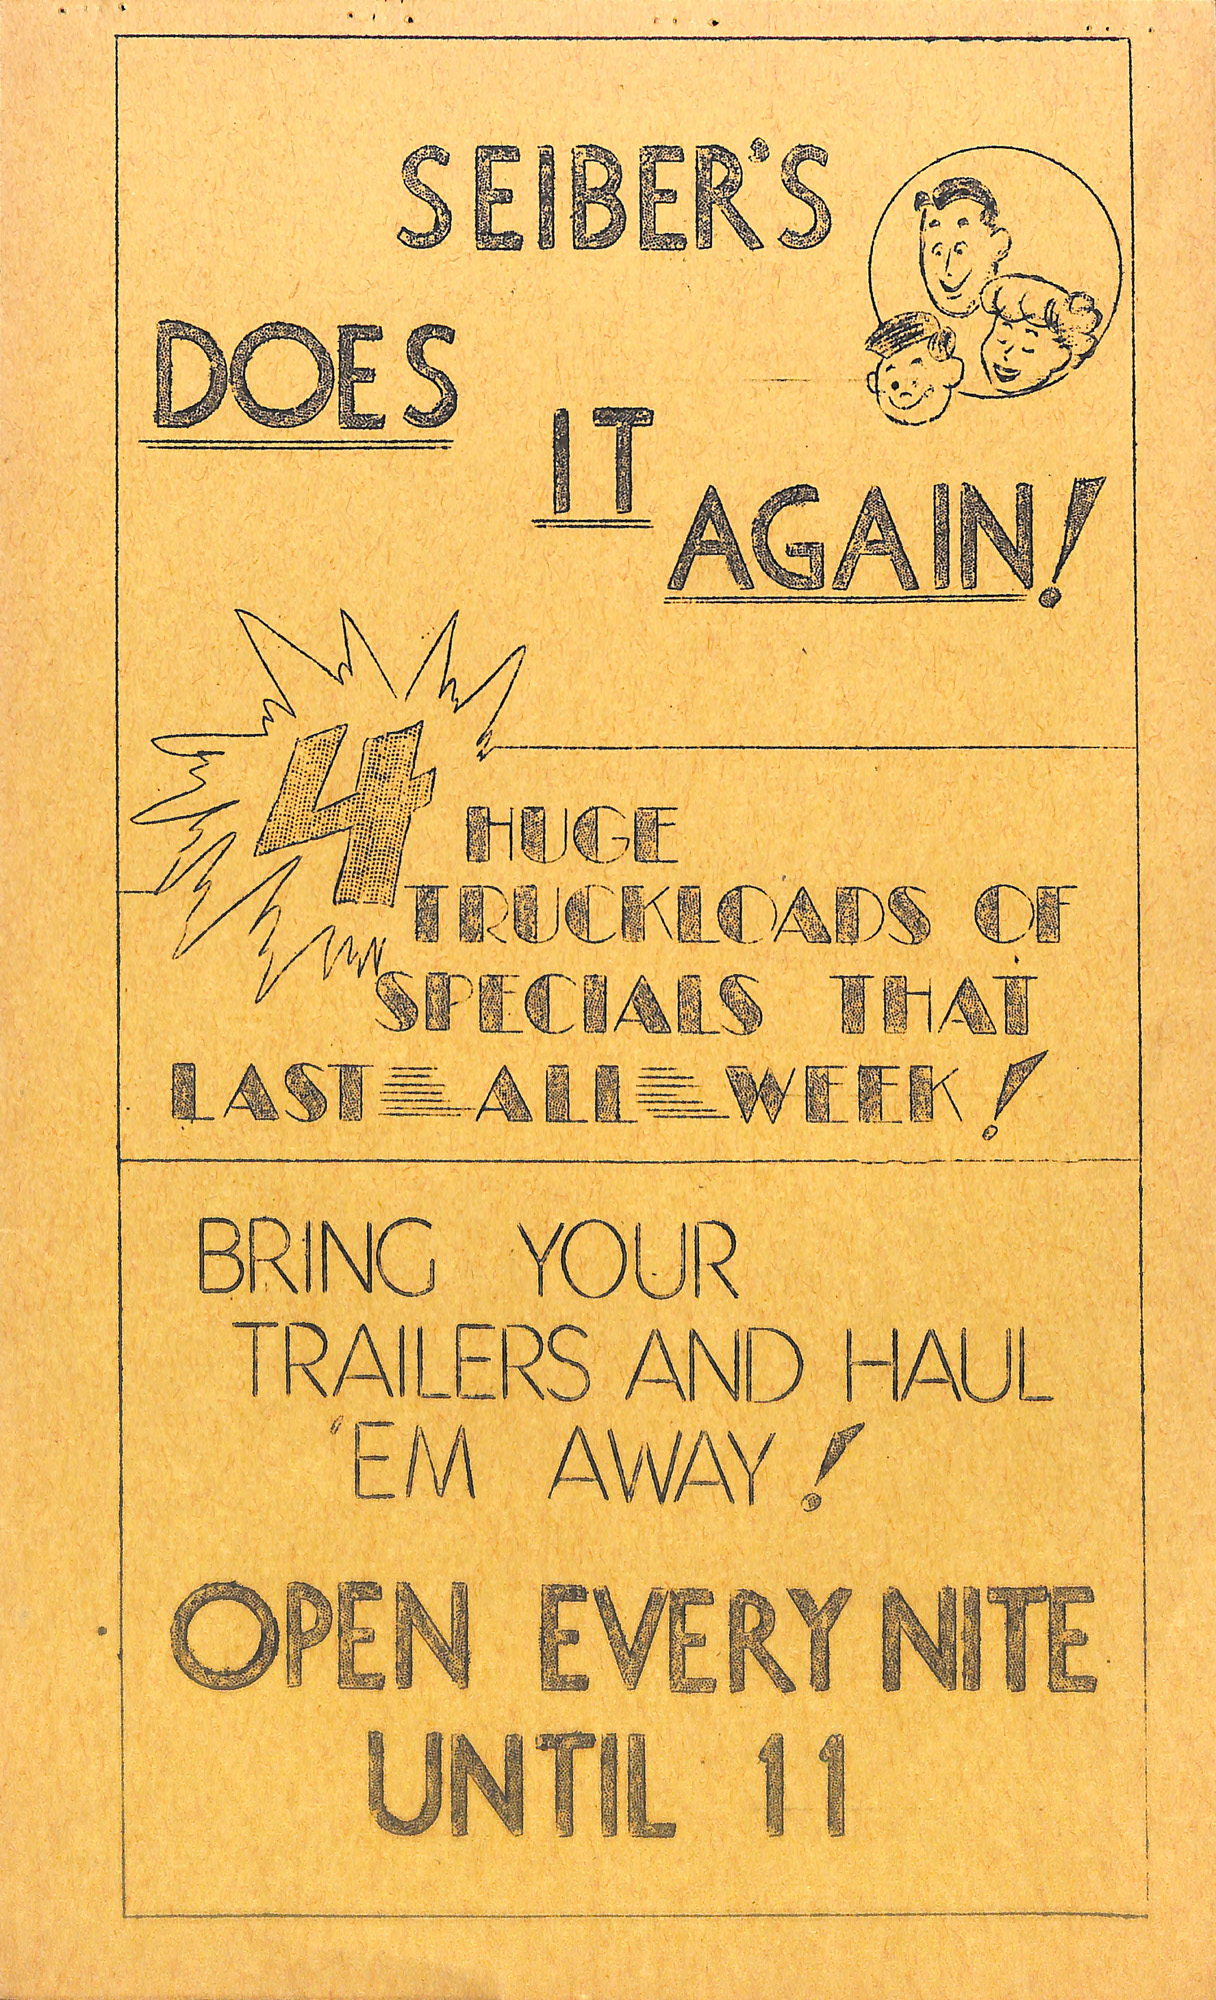 SEIBER'S
DOES
IT
AGAIN!
4 HUGE
TRUCKLOADS OF
SPECIALS THAT
LAST ALL WEEK!
BRING YOUR
TRAILERS AND HAUL
'EM AWAY!
OPEN EVERY NITE
UNTIL 11